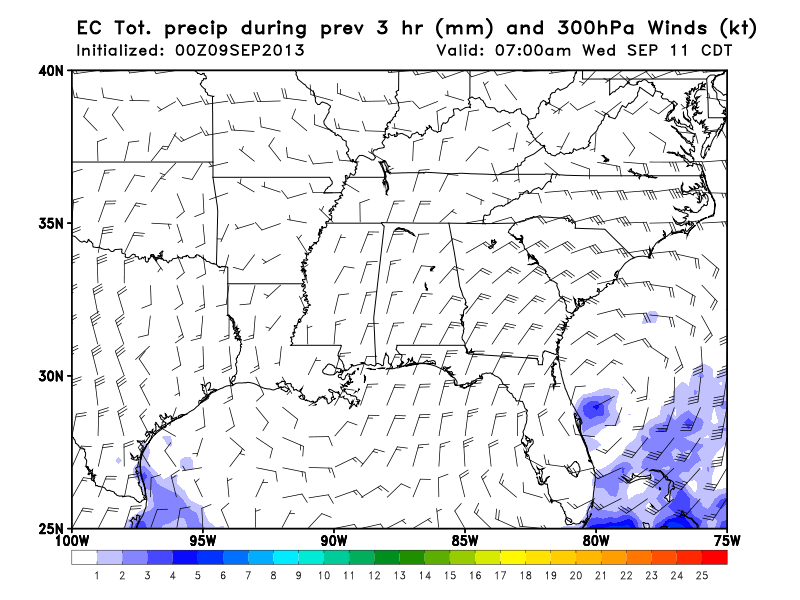 EC Tot. precip during prev 3 hr (mm) and 300hPa Winds (kt)
Initialized: 00Z09SEP2013 Valid: 07:00am Wed SEP 11 CDT
40N
35N
30N
25N
100W 95W 90W 85W 80W 75W
1 2 3 4 5 6 7 8 9 10 11 12 13 14 15 16 17 18 19 20 21 22 23 24 25